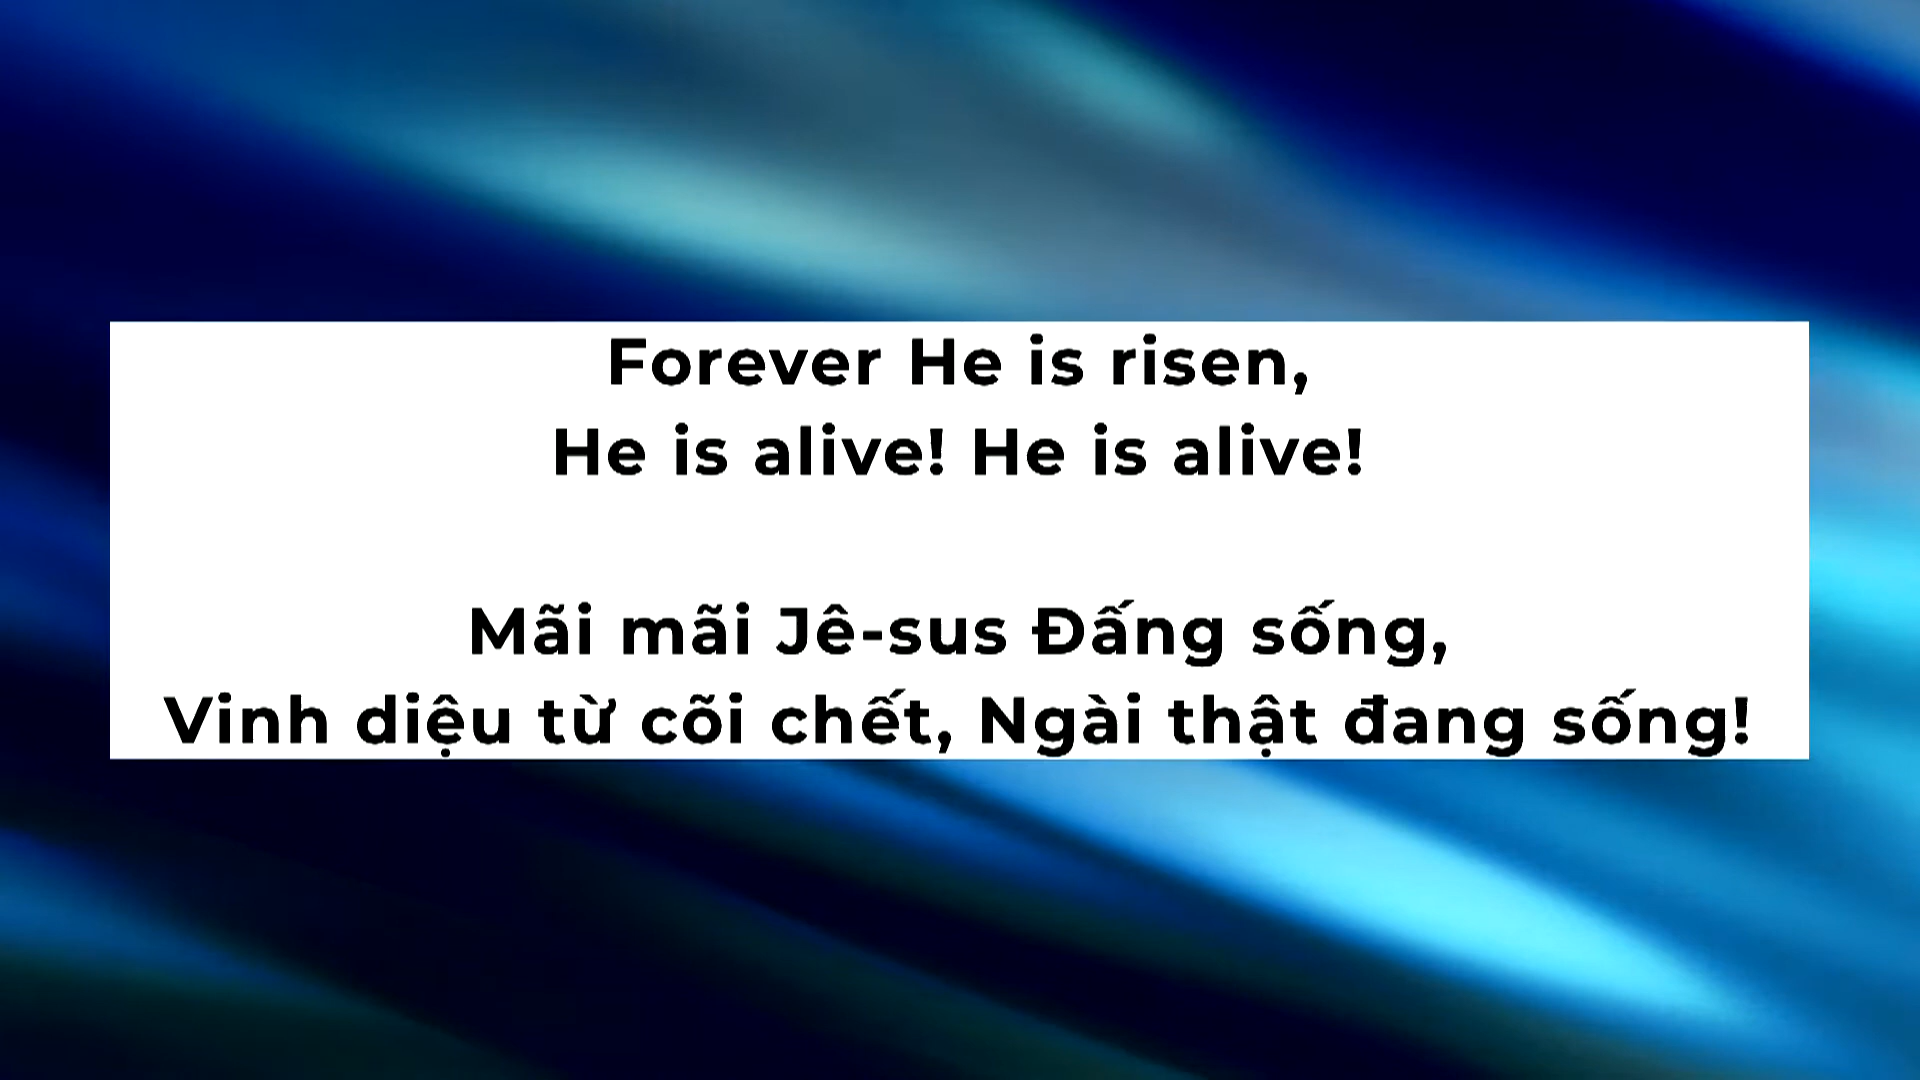 Forever He is risen,
He is alive! He is alive!
Mãi mãi Jê-sus Đấng sống,
Vinh diệu từ cõi chết, Ngài thật đang sống!